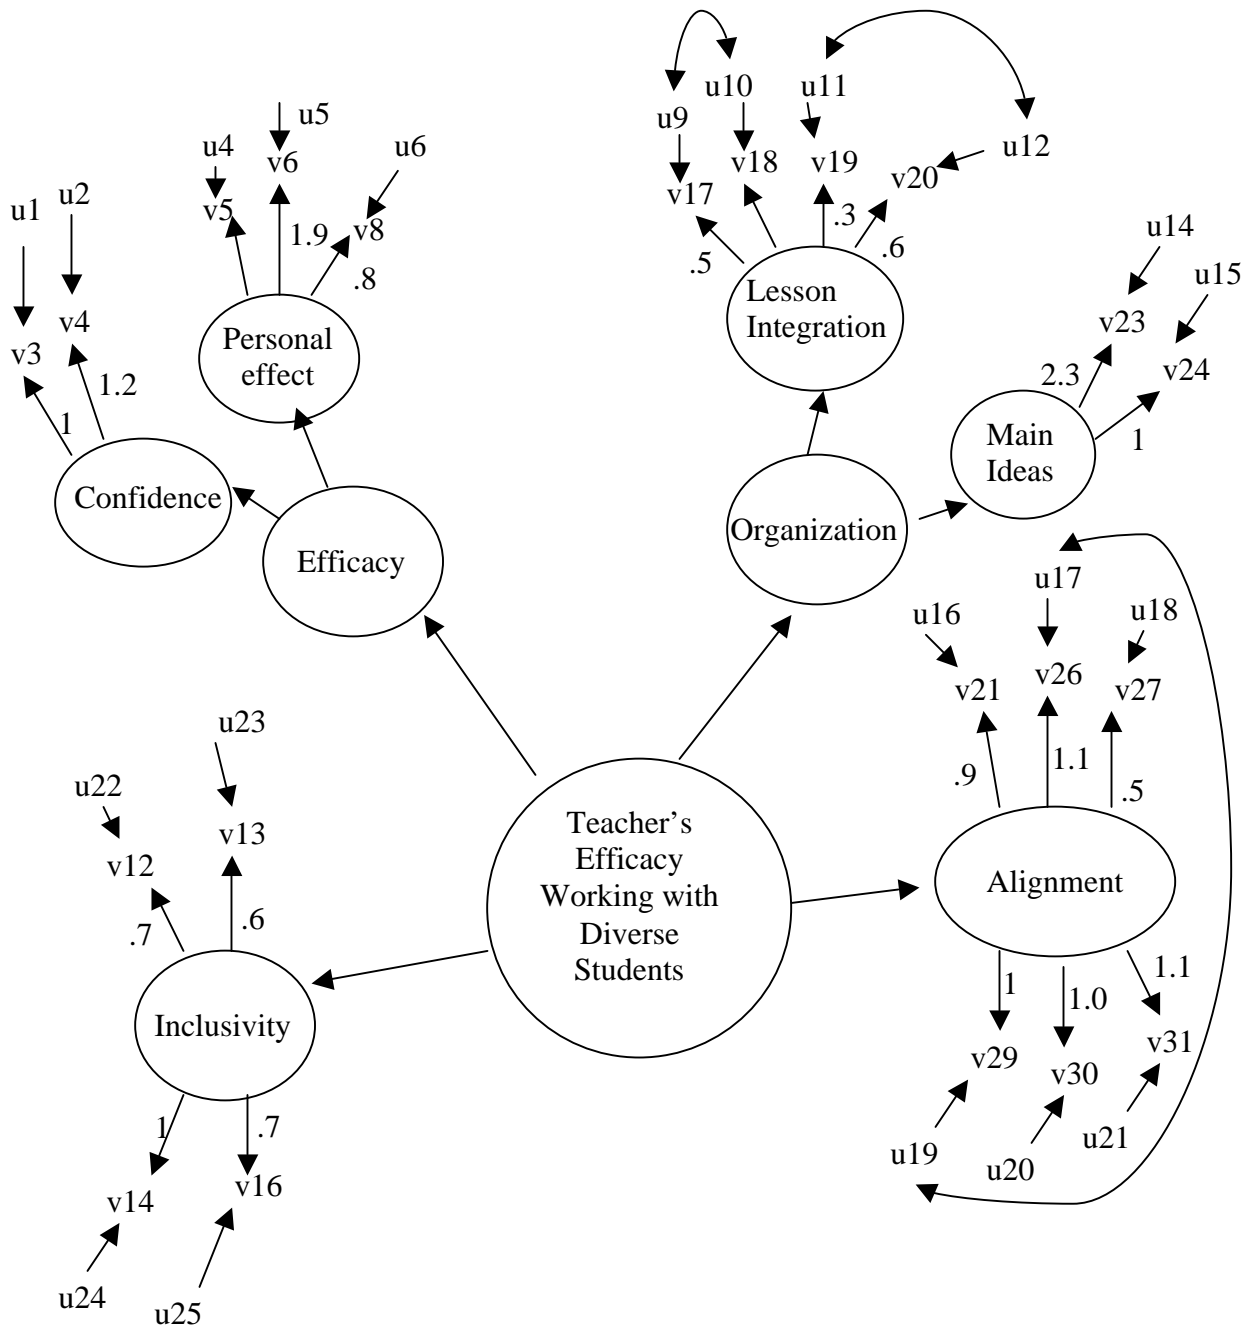 u10
u11
u5
u9
u4
u6
u12
v6
v18
v19
v20
u2
v17
u1
v5
v8
1.9
.3
u14
.6
.5
.8
u15
Lesson
Integration
v4
v23
Personal
effect
v3
v24
2.3
1.2
1
Main
Ideas
1
Confidence
Organization
Efficacy
u17
u16
u18
v26
v21
v27
u23
1.1
.9
u22
.5
v13
v12
Teacher's
Efficacy
Working with
Diverse
Students
Alignment
.6
.7
1.1
1
1.0
Inclusivity
v31
v29
v30
1
.7
u21
u19
u20
v16
v14
u24
u25